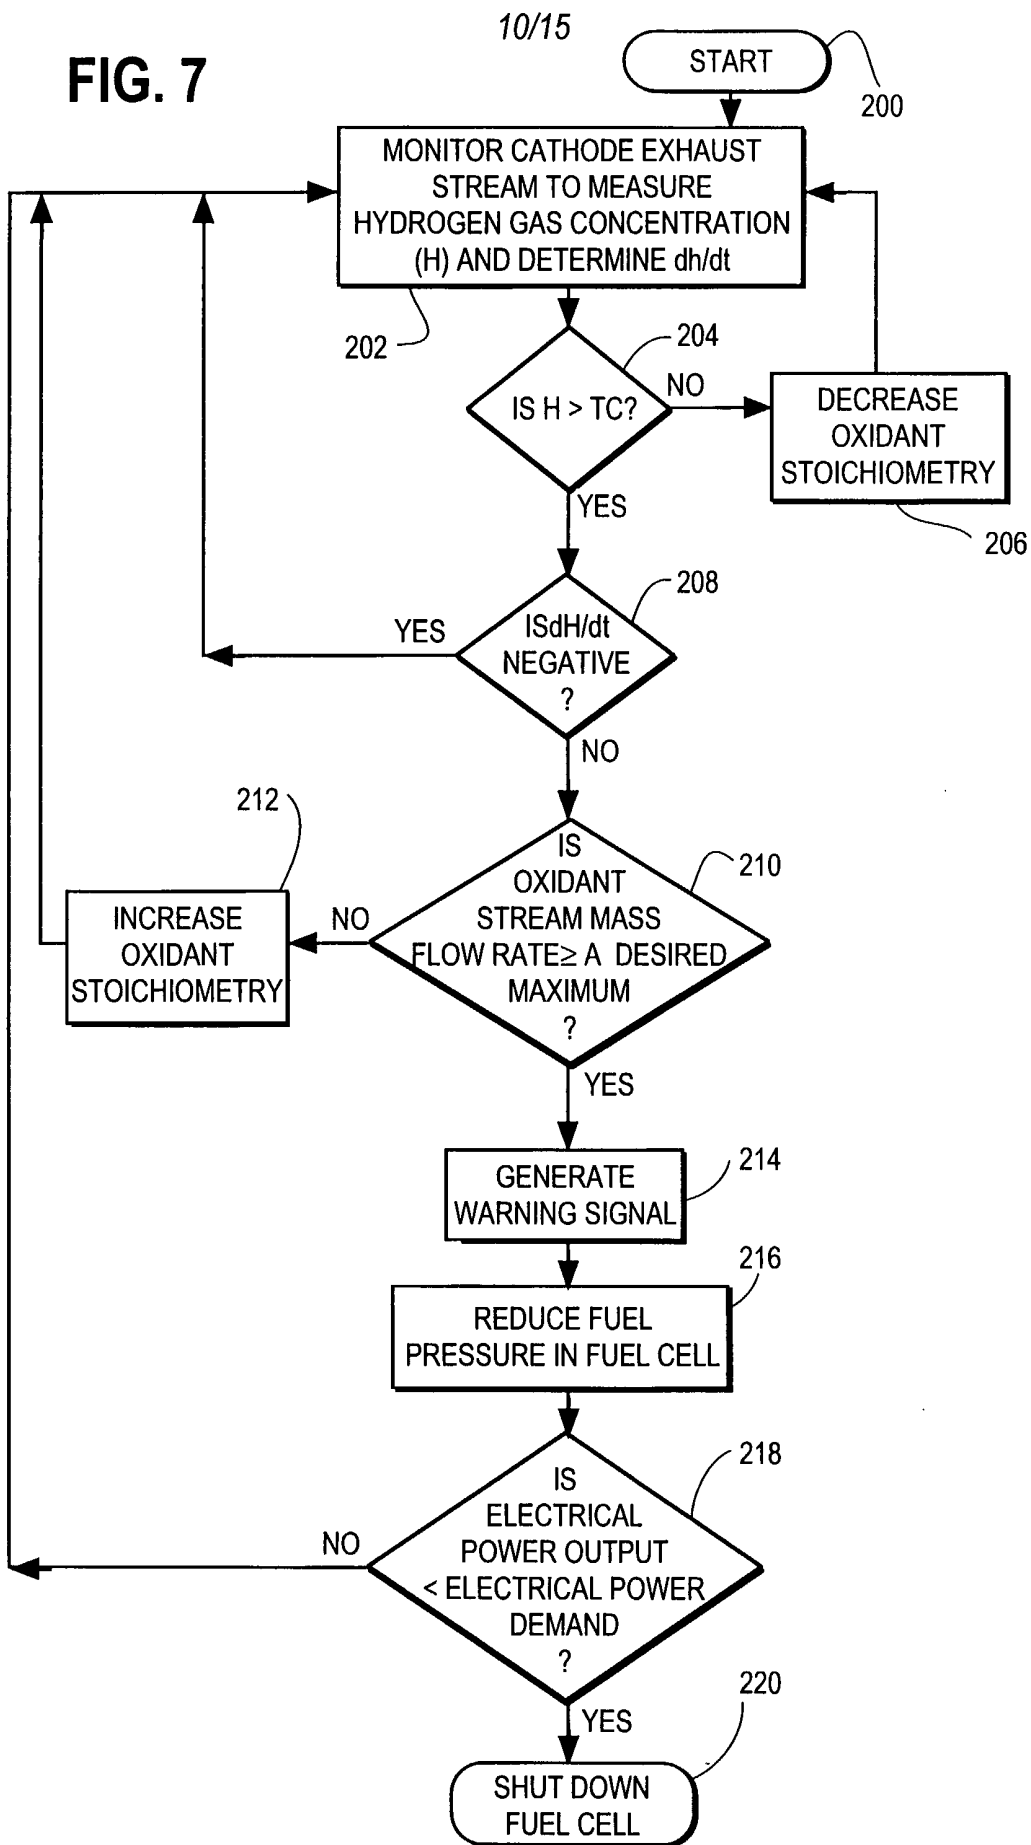 10/15
FIG. 7
START
200
MONITOR CATHODE EXHAUST
STREAM TO MEASURE
HYDROGEN GAS CONCENTRATION
(H) AND DETERMINE dh/dt
202
204
IS H > TC?
NO
DECREASE
OXIDANT
STOICHIOMETRY
206
YES
208
ISdH/dt
NEGATIVE
?
YES
NO
212
INCREASE
OXIDANT
STOICHIOMETRY
NO
IS
OXIDANT
STREAM MASS
FLOW RATE≥ A DESIRED
MAXIMUM
?
210
YES
GENERATE
WARNING SIGNAL
214
216
REDUCE FUEL
PRESSURE IN FUEL CELL
218
IS
ELECTRICAL
POWER OUTPUT
< ELECTRICAL POWER
DEMAND
?
NO
YES
220
SHUT DOWN
FUEL CELL